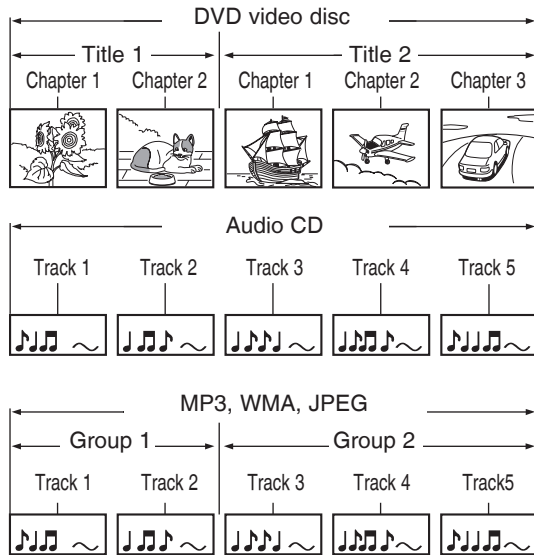 DVD video disc
Title 1 Title 2
Chapter 1 Chapter 2 Chapter 1 Chapter 2 Chapter 3
Audio CD
Track 1 Track 2 Track 3 Track 4 Track 5
MP3, WMA, JPEG
Group 1 Group 2
Track 1 Track 2 Track 3 Track 4 Track5